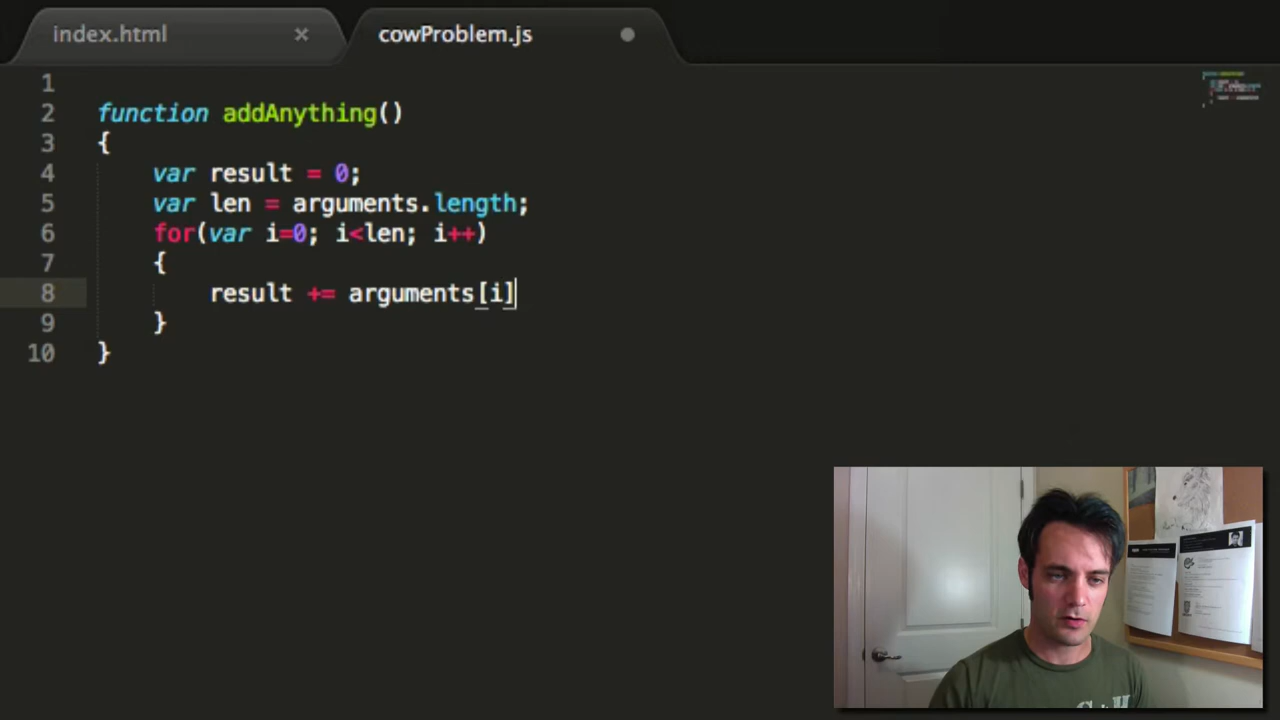 index.html × cowProblem.js
1
2 function addAnything()
3 {
4 var result = 0;
5 var len = arguments.length;
6 for(var i=0; i<len; i++)
7 {
8 result += arguments[i]
9 }
10 }